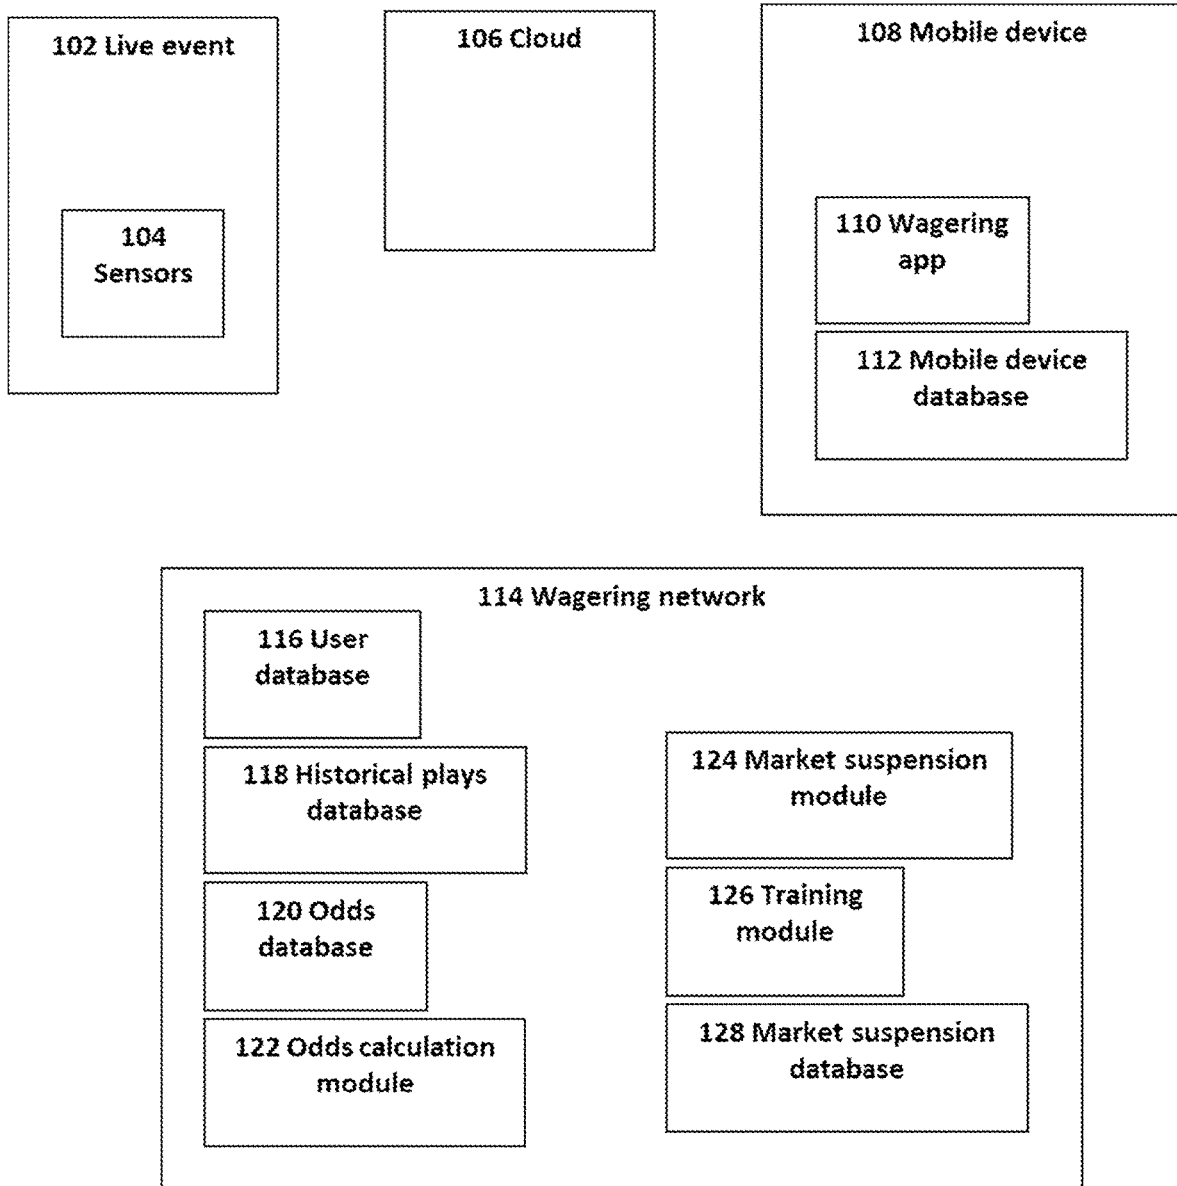 102 Live event
104
Sensors
106 Cloud
108 Mobile device
110 Wagering
app
112 Mobile device
database
114 Wagering network
116 User
database
118 Historical plays
database
120 Odds
database
122 Odds calculation
module
124 Market suspension
module
126 Training
module
128 Market suspension
database